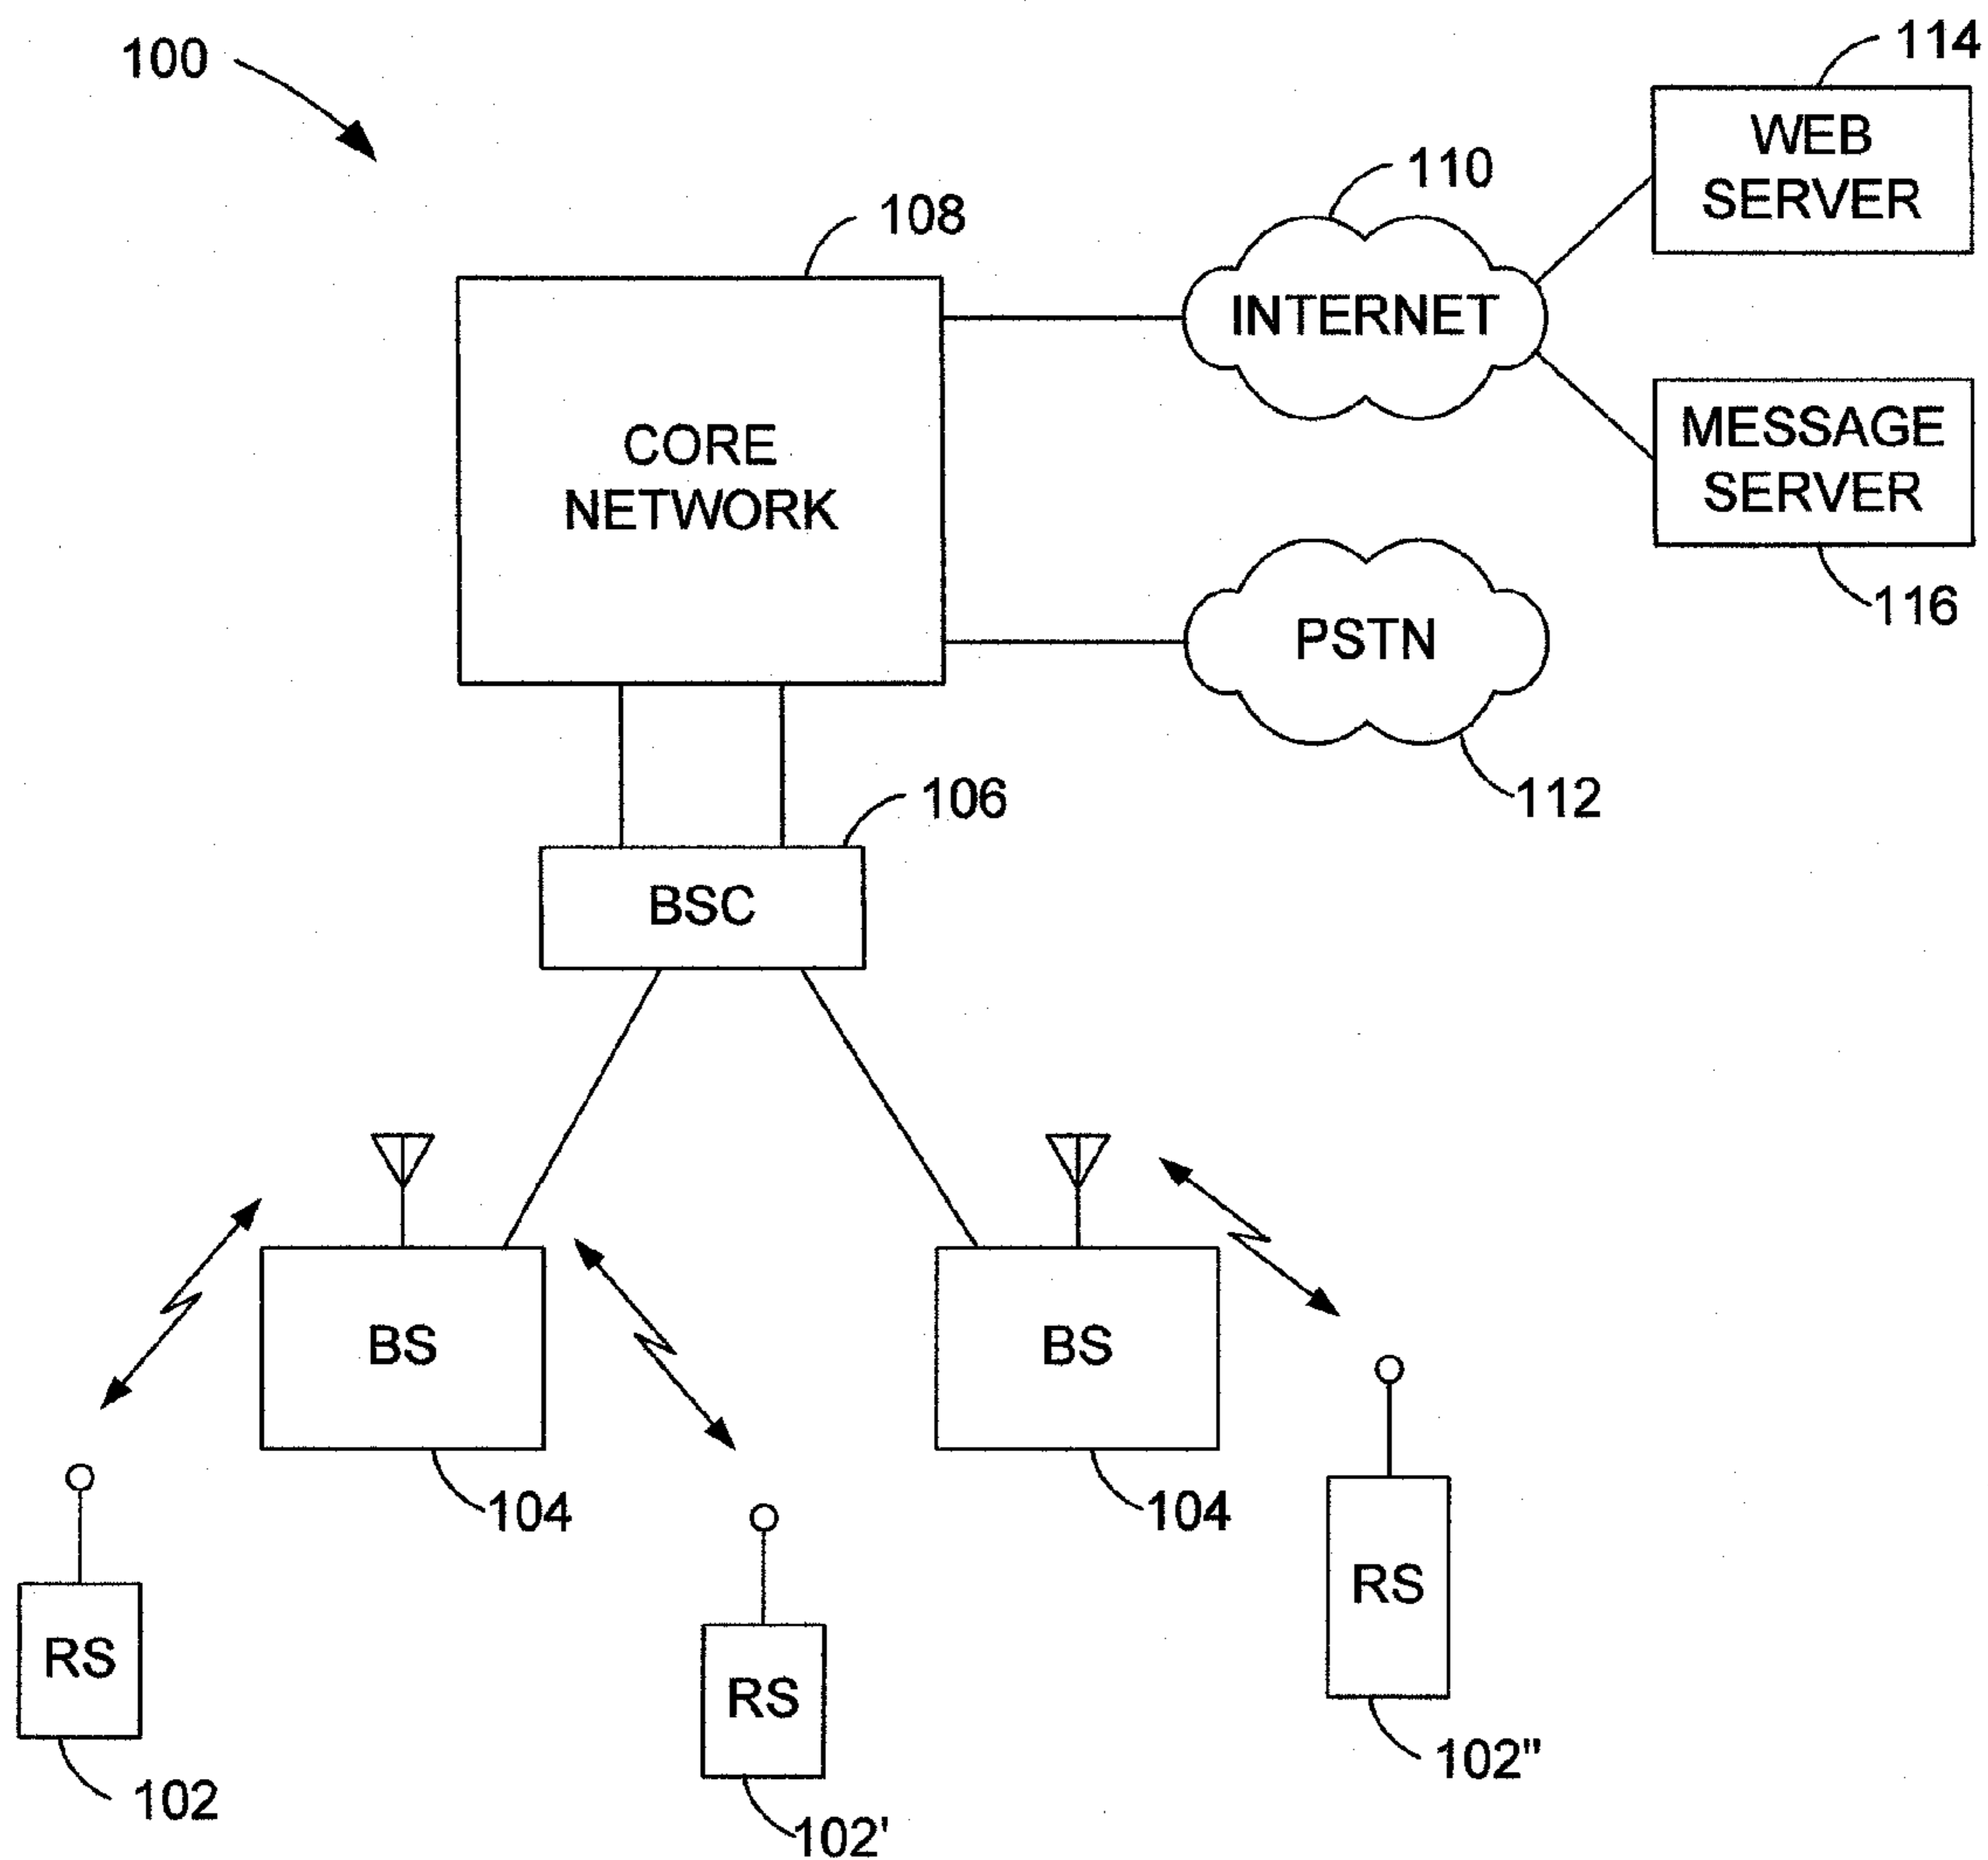 100
114
WEB
SERVER
110
108
INTERNET
CORE
NETWORK
MESSAGE
SERVER
116
PSTN
112
106
BSC
BS
BS
104
104
RS
RS
RS
102
102'
102"